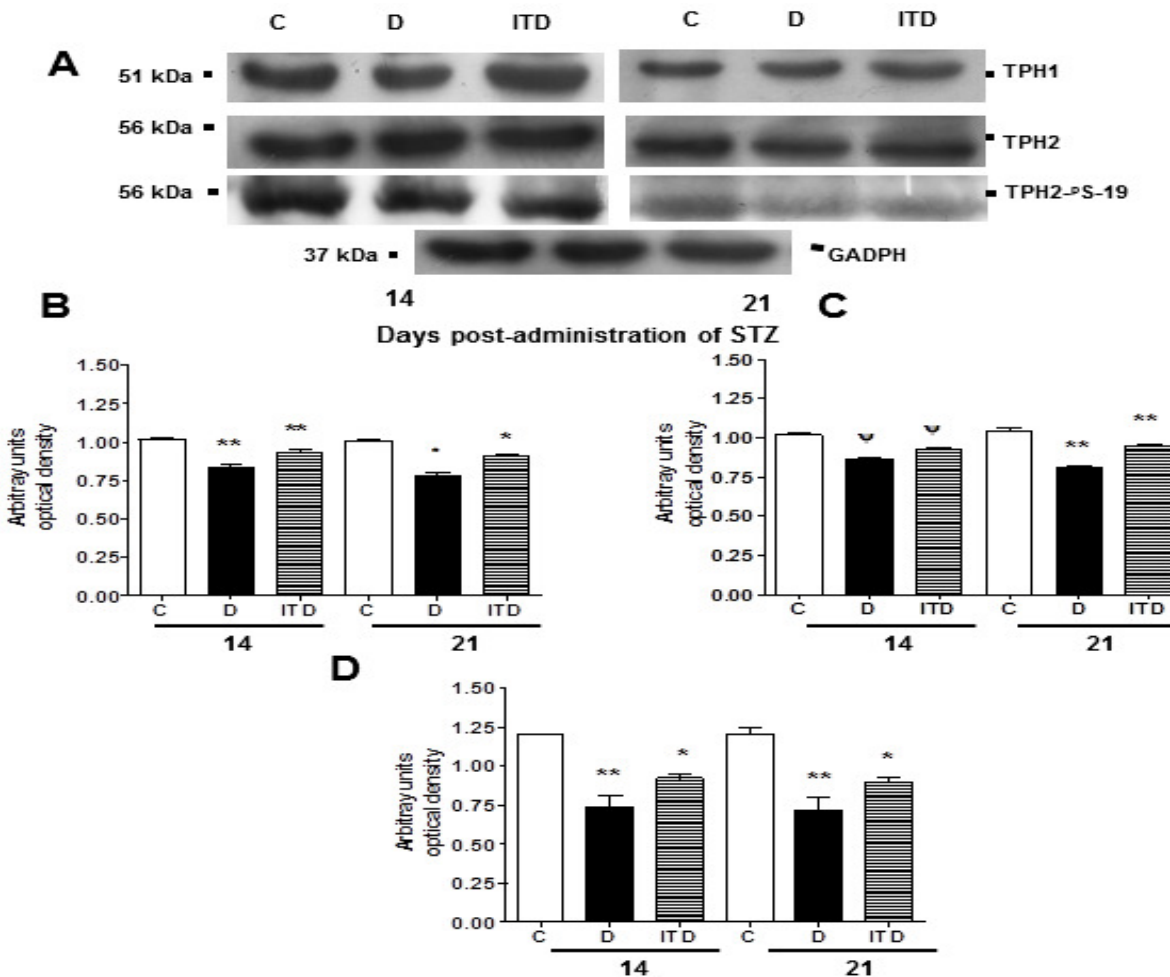 C D ITD C D ITD
A
51 kDa TPH1
56 kDa TPH2
56 kDa TPH2-pS-19
37 kDa GADPH
14 21
Days post-administration of STZ
B
Arbitray units
optical density
1.50
1.25
1.00
0.75
0.50
0.25
0.00
** ** * *
C D ITD C D ITD
14 21
C
Arbitray units
optical density
1.50
1.25
1.00
0.75
0.50
0.25
0.00
Ψ Ψ ** **
C D ITD C D ITD
14 21
D
Arbitray units
optical density
1.50
1.25
1.00
0.75
0.50
0.25
0.00
** * ** *
C D ITD C D ITD
14 21